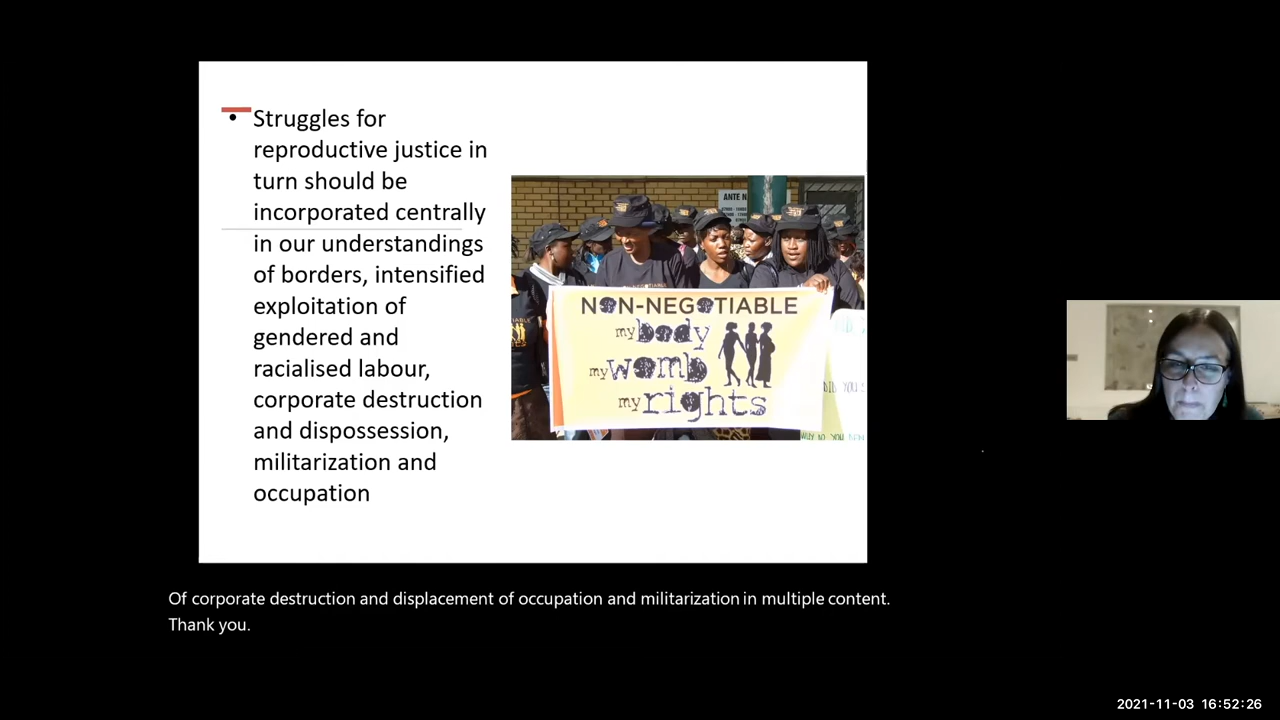 • Struggles for
reproductive justice in
turn should be
incorporated centrally
in our understandings
of borders, intensified
exploitation of
gendered and
racialised labour,
corporate destruction
and dispossession,
militarization and
occupation
ANTE N
NON-NEGOTIABLE
my body
my womb
my rights
Of corporate destruction and displacement of occupation and militarization in multiple content.
Thank you.
2021-11-03 16:52:26